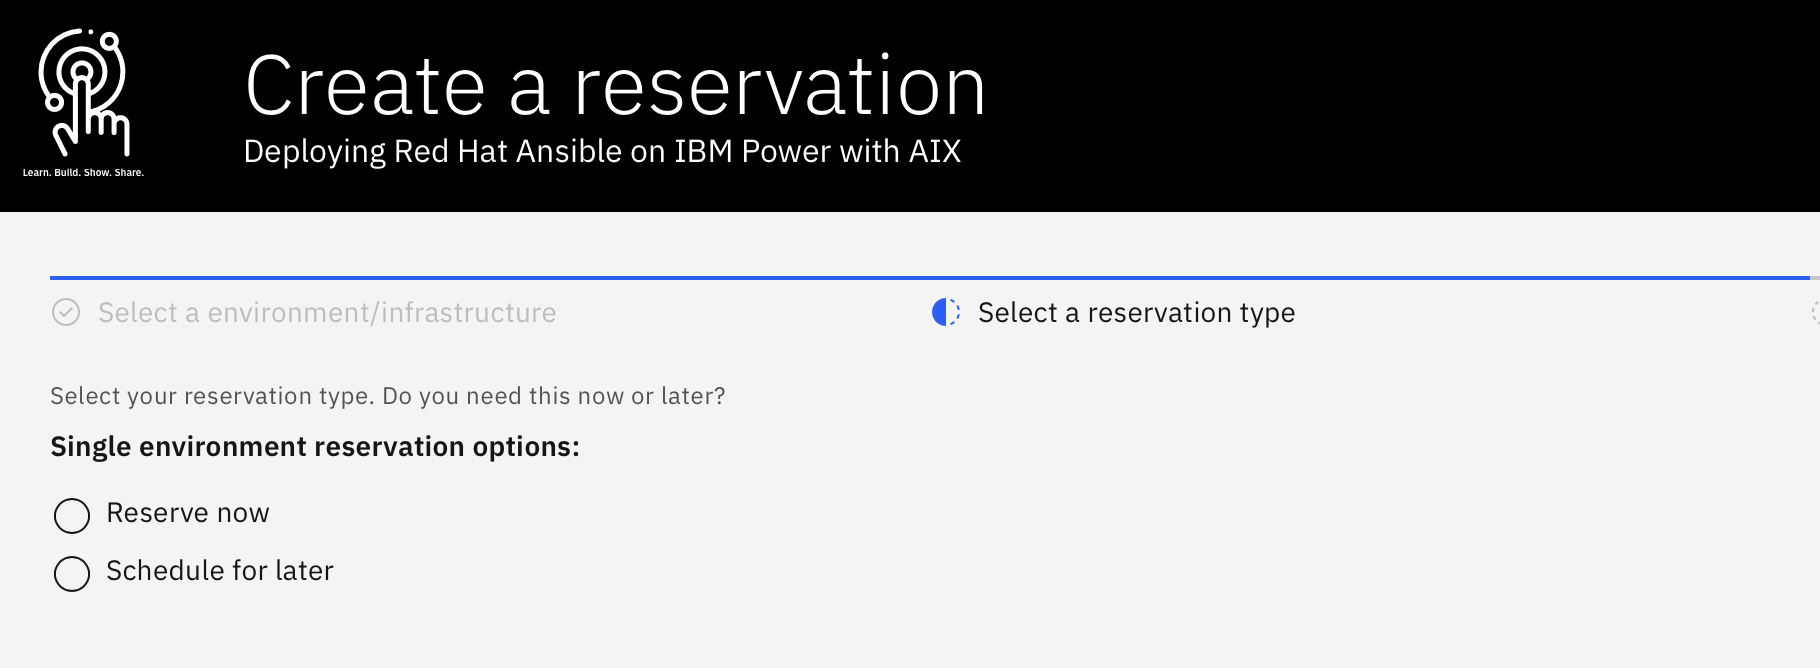 Create a reservation
Deploying Red Hat Ansible on IBM Power with AIX
Learn. Build. Show. Share.
Select a environment/infrastructure
Select a reservation type
Select your reservation type. Do you need this now or later?
Single environment reservation options:
Reserve now
Schedule for later